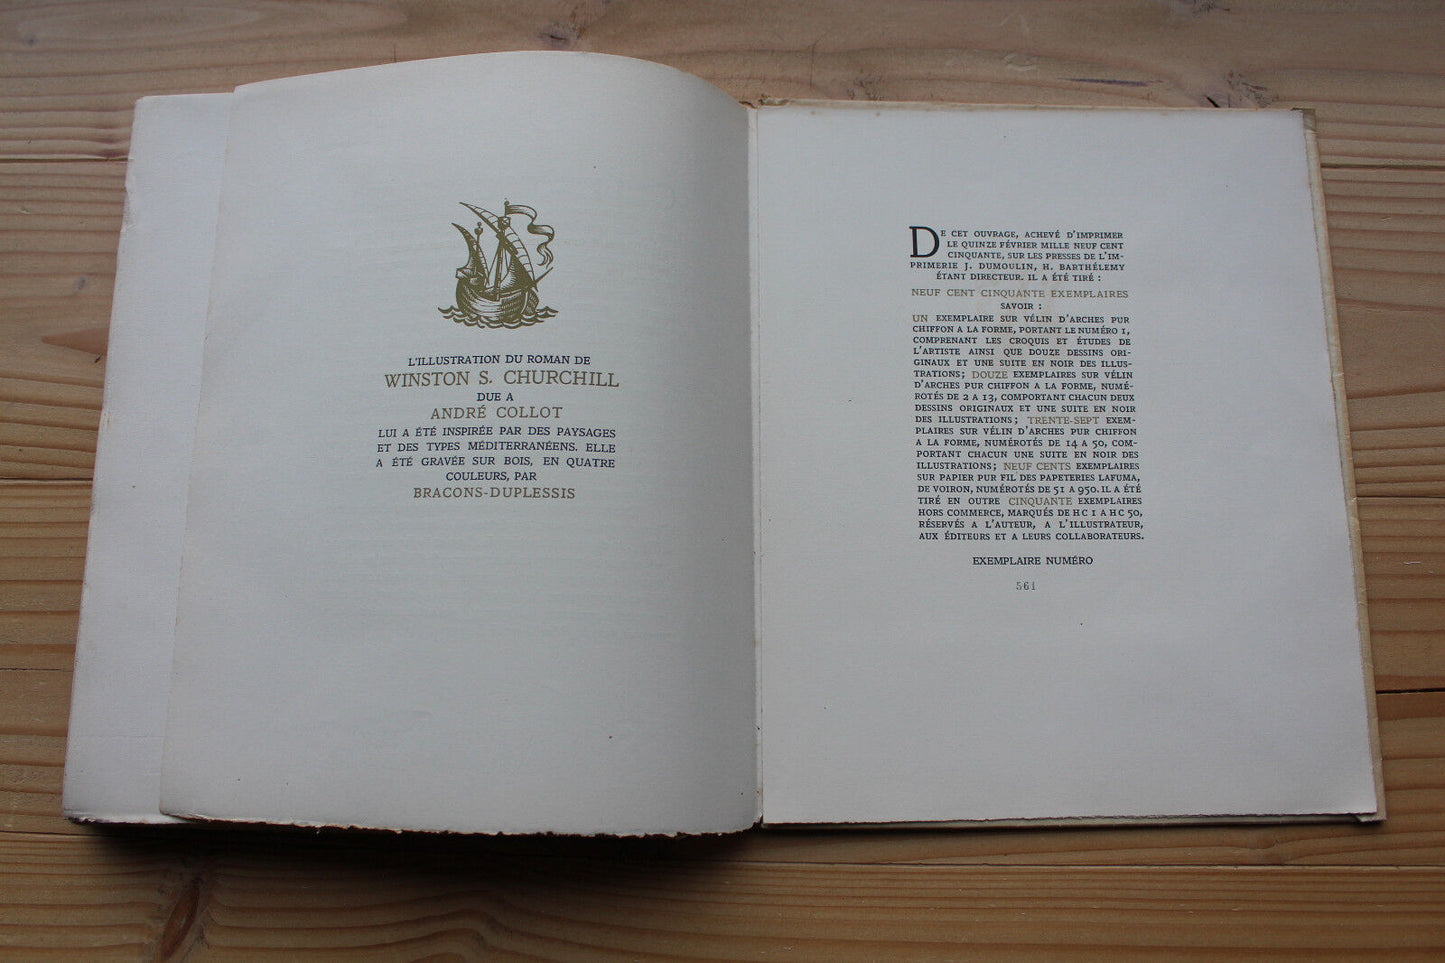 L'ILLUSTRATION DU ROMAN DE
WINSTON S. CHURCHILL
DUE A
ANDRÉ COLLOT
LUI A ÉTÉ INSPIRÉE PAR DES PAYSAGES
ET DES TYPES MÉDITERRANÉENS. ELLE
A ÉTÉ GRAVÉE SUR BOIS, EN QUATRE
COULEURS, PAR
BRACONS-DUPLESSIS
DE CET OUVRAGE, ACHEVÉ D'IMPRIMER
LE QUINZE FÉVRIER MILLE NEUF CENT
CINQUANTE, SUR LES PRESSES DE L'IM-
PRIMERIE J. DUMOULIN, H. BARTHÉLEMY
ÉTANT DIRECTEUR. IL A ÉTÉ TIRÉ :
NEUF CENT CINQUANTE EXEMPLAIRES
SAVOIR :
UN EXEMPLAIRE SUR VÉLIN D'ARCHES PUR
CHIFFON A LA FORME, PORTANT LE NUMÉRO 1,
COMPRENANT LES CROQUIS ET ÉTUDES DE
L'ARTISTE AINSI QUE DOUZE DESSINS ORI-
GINAUX ET UNE SUITE EN NOIR DES ILLUS-
TRATIONS; DOUZE EXEMPLAIRES SUR VÉLIN
D'ARCHES PUR CHIFFON A LA FORME, NUMÉ-
ROTÉS DE 2 A 13, COMPORTANT CHACUN DEUX
DESSINS ORIGINAUX ET UNE SUITE EN NOIR
DES ILLUSTRATIONS; TRENTE-SEPT EXEM-
PLAIRES SUR VÉLIN D'ARCHES PUR CHIFFON
A LA FORME, NUMÉROTÉS DE 14 A 50, COM-
PORTANT CHACUN UNE SUITE EN NOIR DES
ILLUSTRATIONS; NEUF CENTS EXEMPLAIRES
SUR PAPIER PUR FIL DES PAPETERIES LAFUMA,
DE VOIRON, NUMÉROTÉS DE 51 A 950. IL A ÉTÉ
TIRÉ EN OUTRE CINQUANTE EXEMPLAIRES
HORS COMMERCE, MARQUÉS DE HC 1 A HC 50,
RÉSERVÉS A L'AUTEUR, A L'ILLUSTRATEUR,
AUX ÉDITEURS ET A LEURS COLLABORATEURS.
EXEMPLAIRE NUMÉRO
561